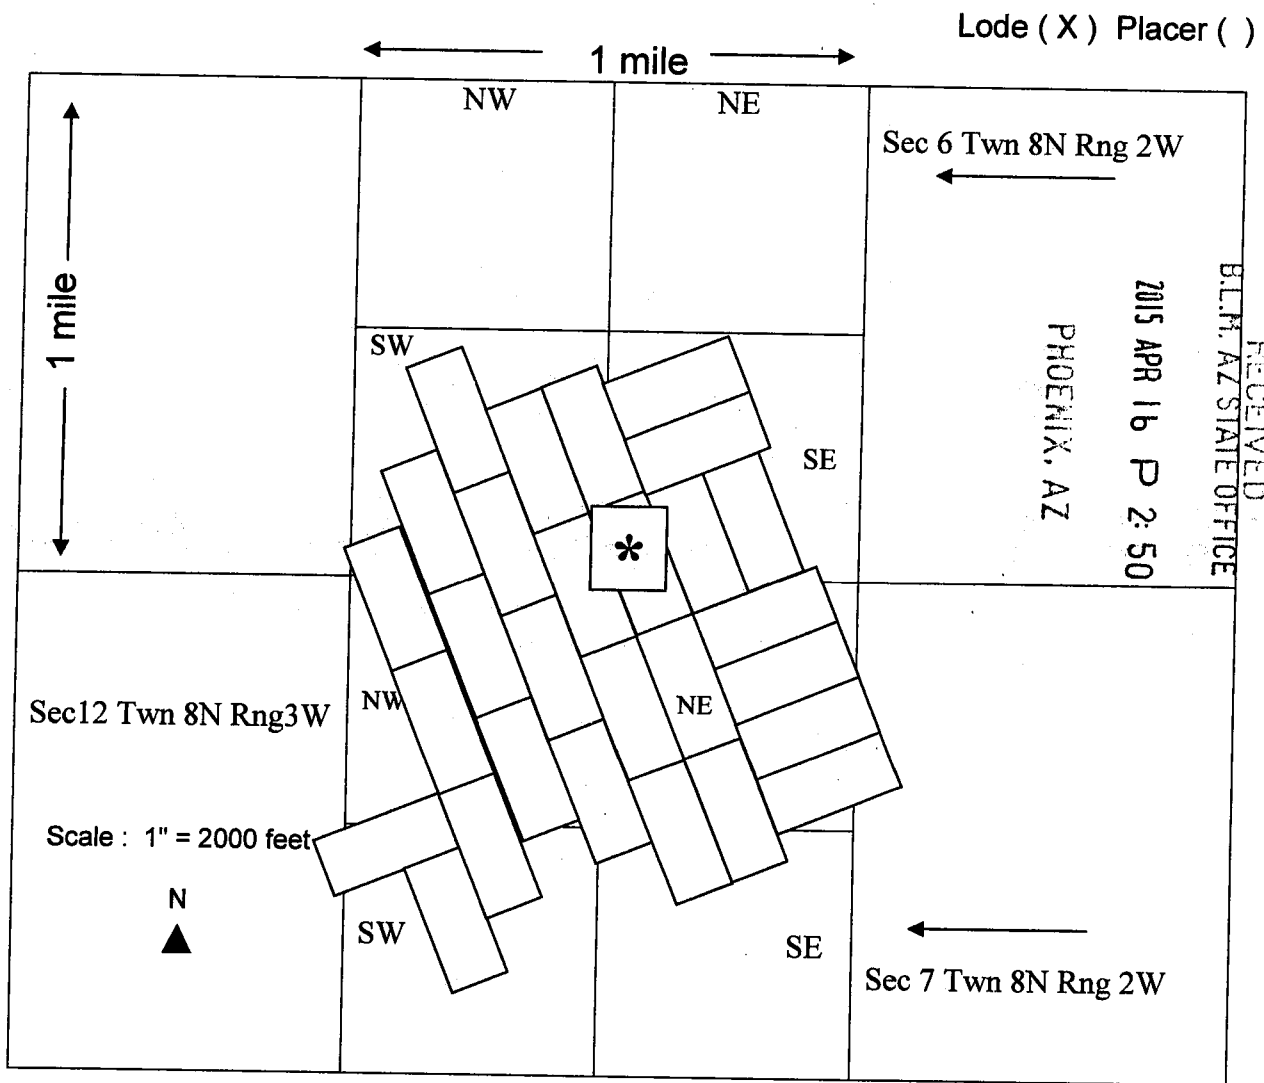 Lode ( X )  Placer (  )
1 mile
NW
NE
Sec 6 Twn 8N Rng 2W
1 mile
SW
SE
RECEIVED
B.L.M. AZ STATE OFFICE
2015 APR 16 P 2:50
PHOENIX, AZ
Sec12 Twn 8N Rng3W
NW
NE
Scale :  1" = 2000 feet
N
SW
SE
Sec 7 Twn 8N Rng 2W
*